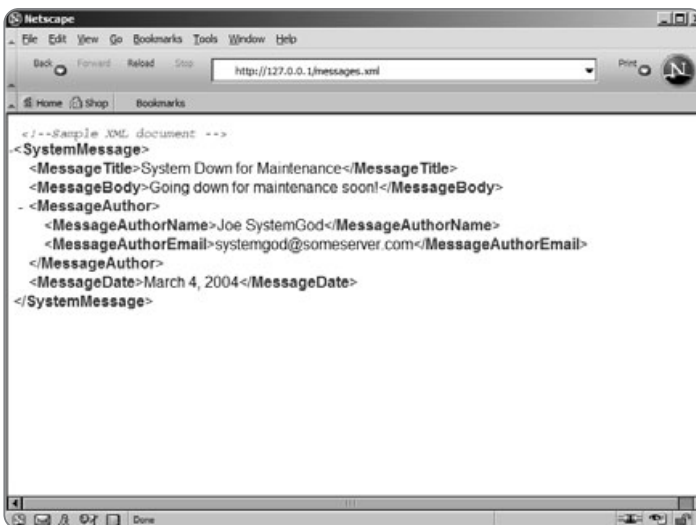 Netscape
File Edit View Go Bookmarks Tools Window Help
Back Forward Reload Stop http://127.0.0.1/messages.xml Print N
Home Shop Bookmarks
<!--Sample XML document -->
-<SystemMessage>
<MessageTitle>System Down for Maintenance</MessageTitle>
<MessageBody>Going down for maintenance soon!</MessageBody>
- <MessageAuthor>
<MessageAuthorName>Joe SystemGod</MessageAuthorName>
<MessageAuthorEmail>systemgod@someserver.com</MessageAuthorEmail>
</MessageAuthor>
<MessageDate>March 4, 2004</MessageDate>
</SystemMessage>
Done